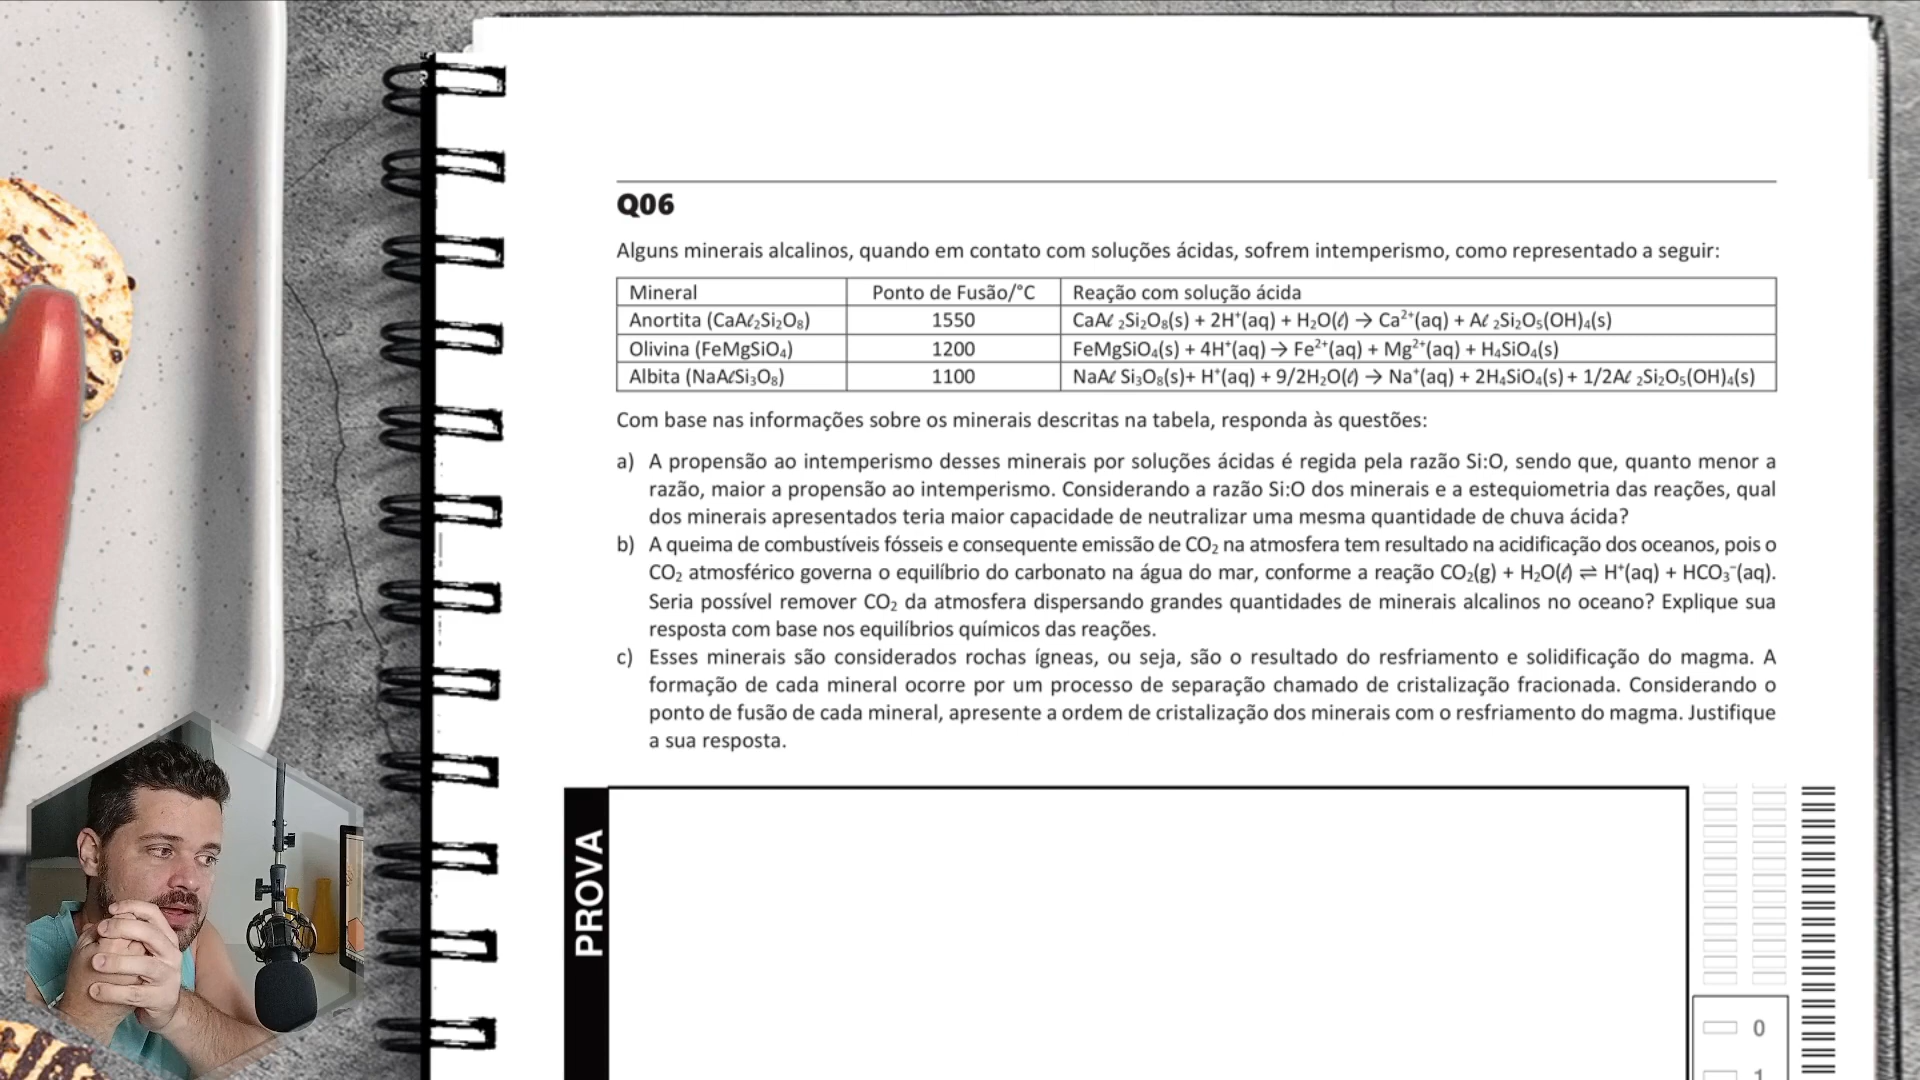 Q06
Alguns minerais alcalinos, quando em contato com soluções ácidas, sofrem intemperismo, como representado a seguir:
Mineral Ponto de Fusão/°C Reação com solução ácida
Anortita (CaAℓ₂Si₂O₈) 1550 CaAℓ ₂Si₂O₈(s) + 2H⁺(aq) + H₂O(ℓ) → Ca²⁺(aq) + Aℓ ₂Si₂O₅(OH)₄(s)
Olivina (FeMgSiO₄) 1200 FeMgSiO₄(s) + 4H⁺(aq) → Fe²⁺(aq) + Mg²⁺(aq) + H₄SiO₄(s)
Albita (NaAℓSi₃O₈) 1100 NaAℓ Si₃O₈(s)+ H⁺(aq) + 9/2H₂O(ℓ) → Na⁺(aq) + 2H₄SiO₄(s) + 1/2Aℓ ₂Si₂O₅(OH)₄(s)
Com base nas informações sobre os minerais descritas na tabela, responda às questões:
a) A propensão ao intemperismo desses minerais por soluções ácidas é regida pela razão Si:O, sendo que, quanto menor a
razão, maior a propensão ao intemperismo. Considerando a razão Si:O dos minerais e a estequiometria das reações, qual
dos minerais apresentados teria maior capacidade de neutralizar uma mesma quantidade de chuva ácida?
b) A queima de combustíveis fósseis e consequente emissão de CO₂ na atmosfera tem resultado na acidificação dos oceanos, pois o
CO₂ atmosférico governa o equilíbrio do carbonato na água do mar, conforme a reação CO₂(g) + H₂O(ℓ) ⇌ H⁺(aq) + HCO₃⁻(aq).
Seria possível remover CO₂ da atmosfera dispersando grandes quantidades de minerais alcalinos no oceano? Explique sua
resposta com base nos equilíbrios químicos das reações.
c) Esses minerais são considerados rochas ígneas, ou seja, são o resultado do resfriamento e solidificação do magma. A
formação de cada mineral ocorre por um processo de separação chamado de cristalização fracionada. Considerando o
ponto de fusão de cada mineral, apresente a ordem de cristalização dos minerais com o resfriamento do magma. Justifique
a sua resposta.
PROVA
0
1